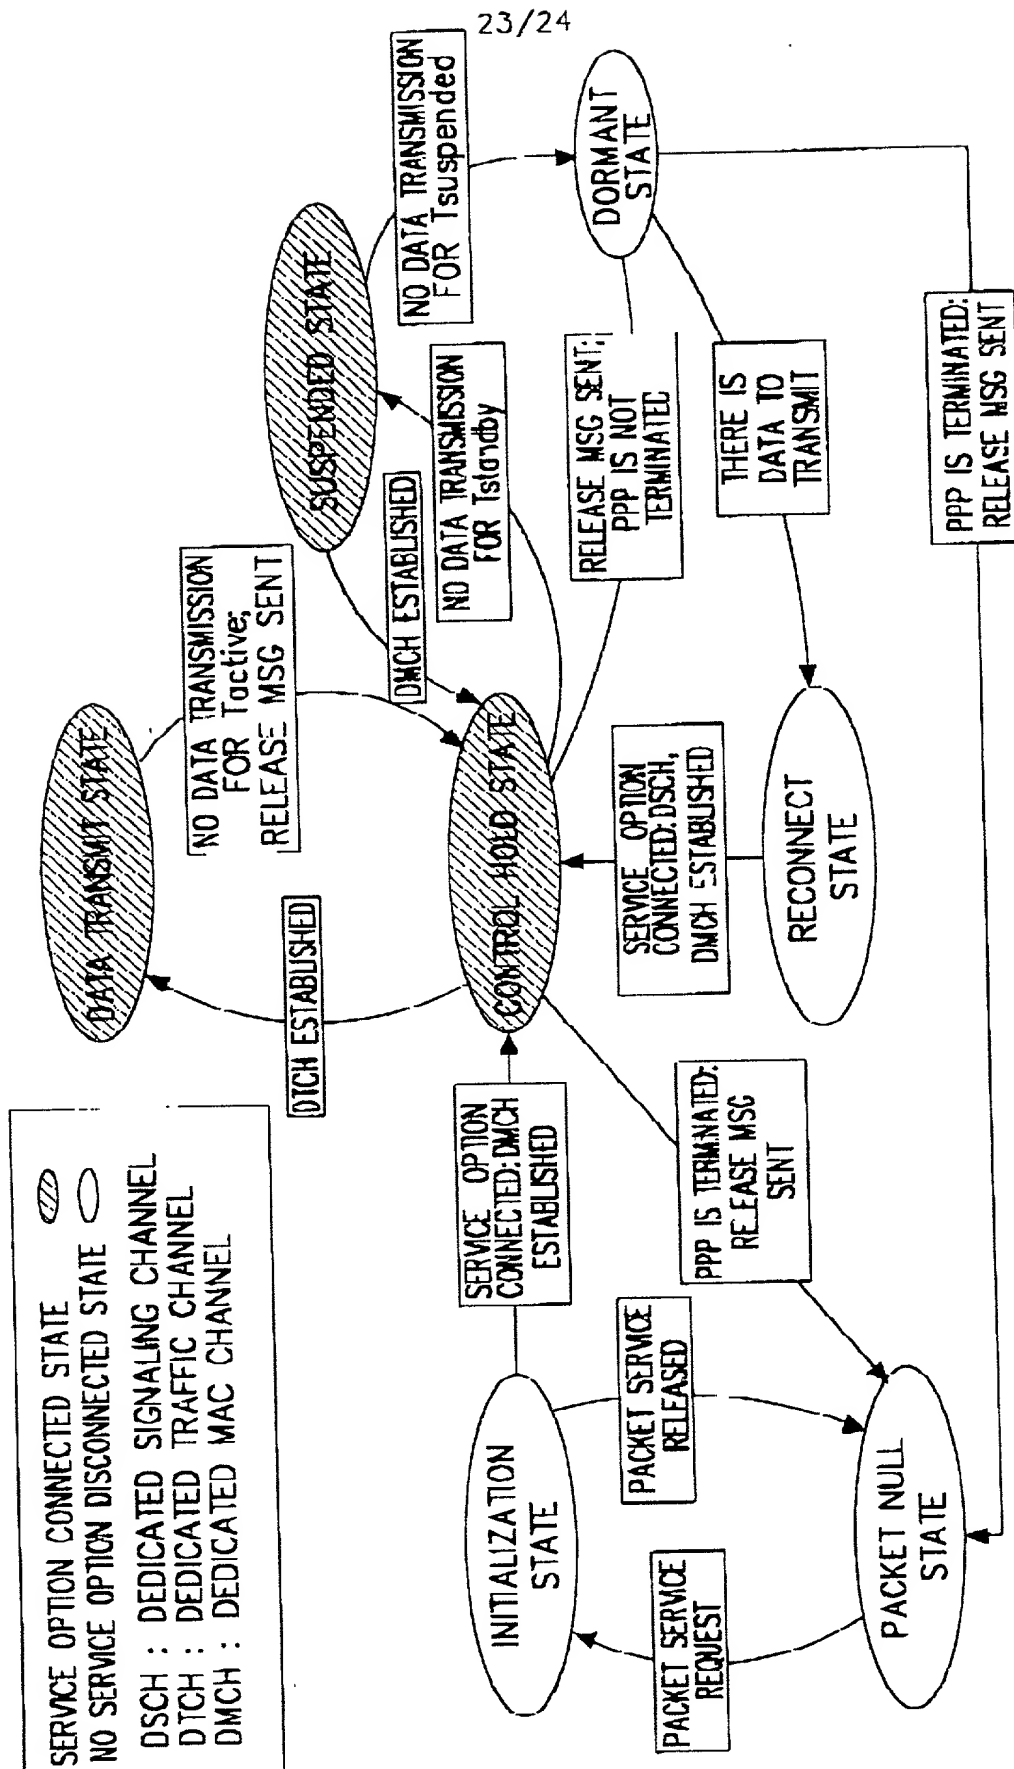 23/24
SERVICE OPTION CONNECTED STATE
NO SERVICE OPTION DISCONNECTED STATE
DSCH : DEDICATED SIGNALING CHANNEL
DTCH : DEDICATED TRAFFIC CHANNEL
DMCH : DEDICATED MAC CHANNEL
DATA TRANSMIT STATE
DTCH ESTABLISHED
NO DATA TRANSMISSION
FOR Tactive;
RELEASE MSG SENT
SUSPENDED STATE
DMCH ESTABLISHED
NO DATA TRANSMISSION
FOR Tstandby
NO DATA TRANSMISSION
FOR Tsuspended
CONTROL HOLD STATE
SERVICE OPTION
CONNECTED:DMCH
ESTABLISHED
INITIALIZATION
STATE
PACKET SERVICE
RELEASED
PACKET SERVICE
REQUEST
PPP IS TERMINATED:
RELEASE MSG
SENT
SERVICE OPTION
CONNECTED:DSCH,
DMCH ESTABLISHED
RELEASE MSG SENT;
PPP IS NOT
TERMINATED
DORMANT
STATE
THERE IS
DATA TO
TRANSMIT
RECONNECT
STATE
PACKET NULL
STATE
PPP IS TERMINATED:
RELEASE MSG SENT